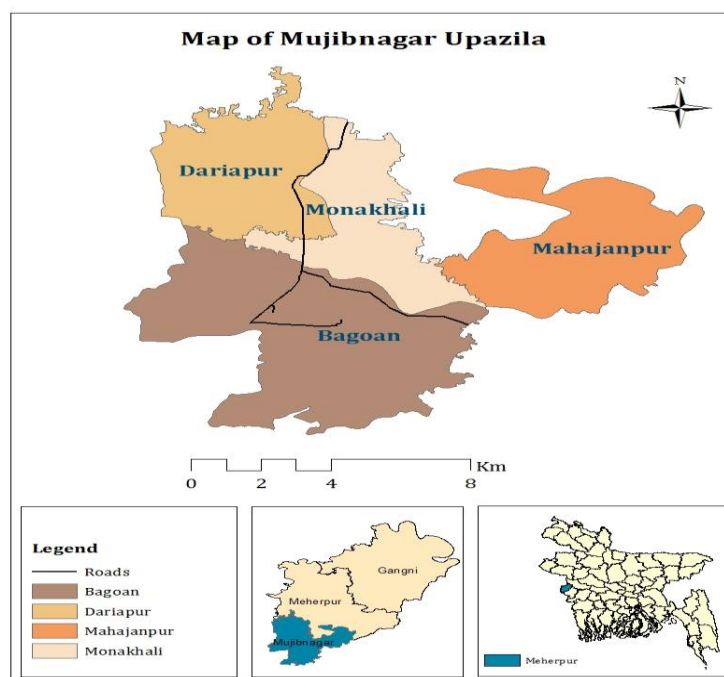 Map of Mujibnagar Upazila
N
Dariapur
Monakhali
Mahajanpur
Bagoan
Km
0 2 4 8
Legend
Roads
Bagoan
Dariapur
Mahajanpur
Monakhali
Gangni
Meherpur
Mujibnagar
Meherpur